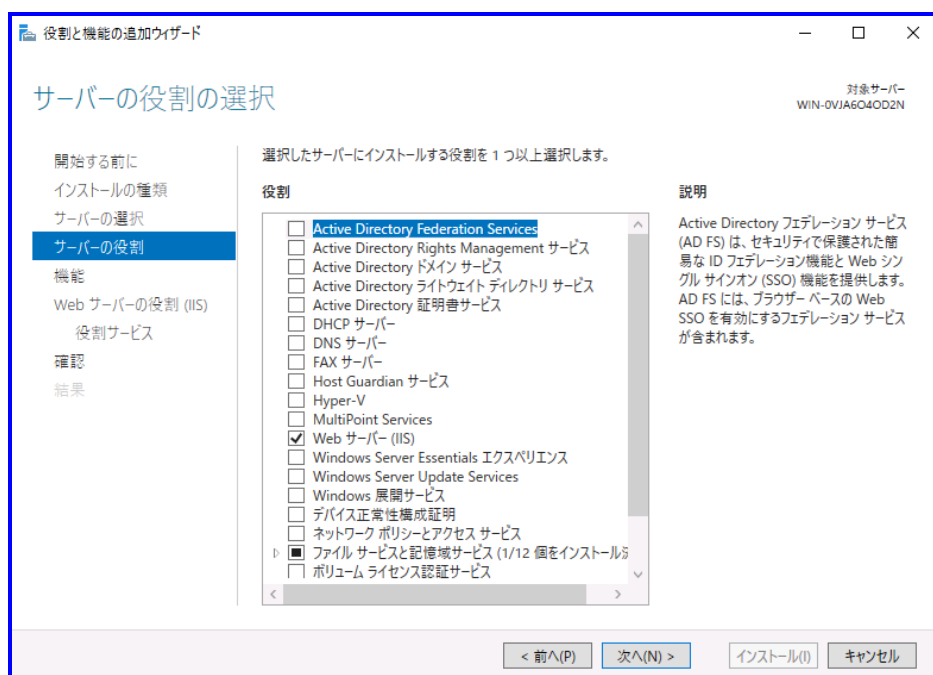 役割と機能の追加ウィザード
サーバーの役割の選択
対象サーバー
WIN-0VJA6O4OD2N
開始する前に
インストールの種類
サーバーの選択
サーバーの役割
機能
Web サーバーの役割 (IIS)
役割サービス
確認
結果
選択したサーバーにインストールする役割を 1 つ以上選択します。
役割
Active Directory Federation Services
Active Directory Rights Management サービス
Active Directory ドメイン サービス
Active Directory ライトウェイト ディレクトリ サービス
Active Directory 証明書サービス
DHCP サーバー
DNS サーバー
FAX サーバー
Host Guardian サービス
Hyper-V
MultiPoint Services
Web サーバー (IIS)
Windows Server Essentials エクスペリエンス
Windows Server Update Services
Windows 展開サービス
デバイス正常性構成証明
ネットワーク ポリシーとアクセス サービス
ファイル サービスと記憶域サービス (1/12 個をインストール済
ボリューム ライセンス認証サービス
説明
Active Directory フェデレーション サービス
(AD FS) は、セキュリティで保護された簡
易な ID フェデレーション機能と Web シン
グル サインオン (SSO) 機能を提供します。
AD FS には、ブラウザー ベースの Web
SSO を有効にするフェデレーション サービス
が含まれます。
< 前へ(P)
次へ(N) >
インストール(I)
キャンセル